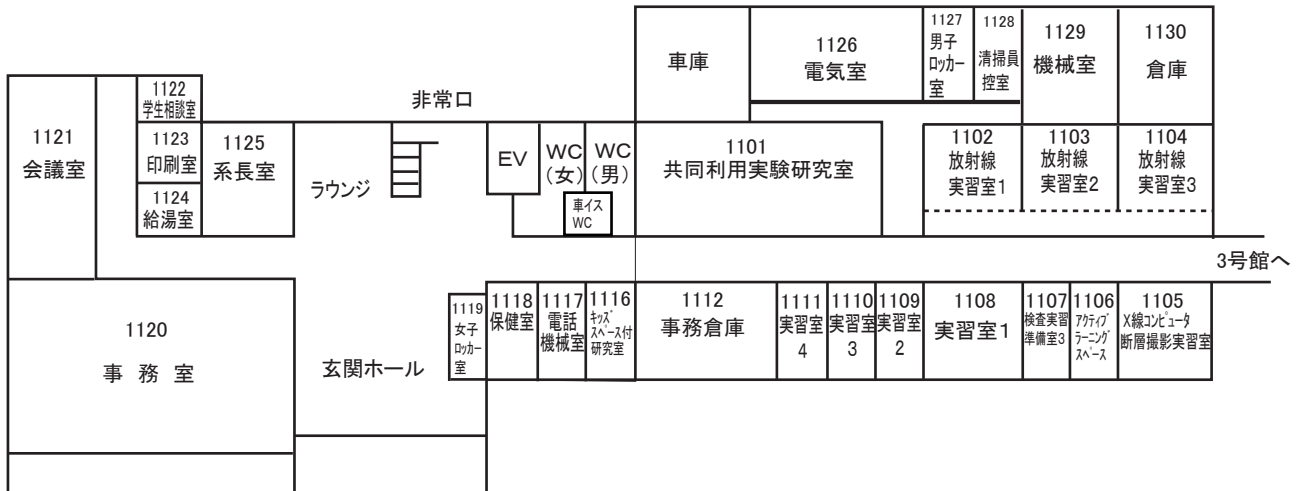 1122
学生相談室
1123
印刷室
1124
給湯室
1121
会議室
1125
系長室
ラウンジ
非常口
EV
WC
(女)
WC
(男)
車イス
WC
車庫
1126
電気室
1127
男子
ロッカー
室
1128
清掃員
控室
1129
機械室
1130
倉庫
1101
共同利用実験研究室
1102
放射線
実習室1
1103
放射線
実習室2
1104
放射線
実習室3
3号館へ
1120
事務室
玄関ホール
1119
女子
ロッカー
室
1118
保健室
1117
電話
機械室
1116
キッズ
スペース付
研究室
1112
事務倉庫
1111
実習室
4
1110
実習室
3
1109
実習室
2
1108
実習室1
1107
検査実習
準備室3
1106
アクティブ
ラーニング
スペース
1105
X線コンピュータ
断層撮影実習室